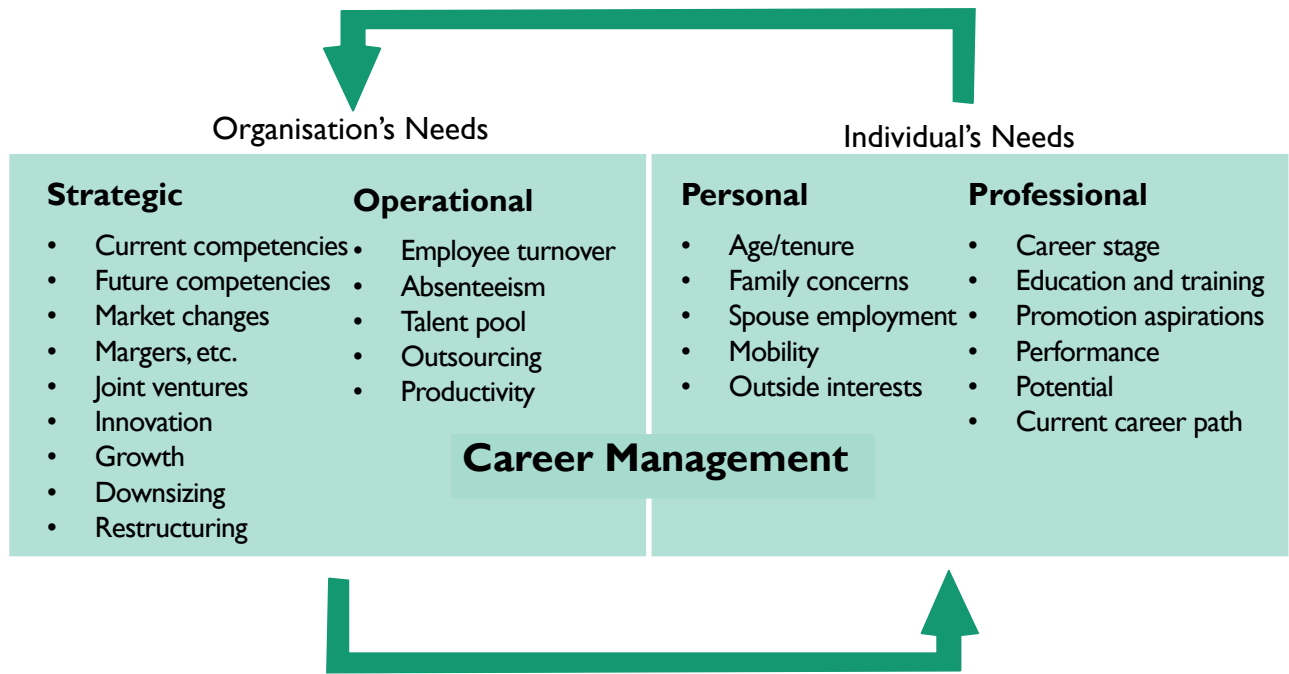 Organisation's Needs
Individual's Needs
Strategic
• Current competencies
• Future competencies
• Market changes
• Margers, etc.
• Joint ventures
• Innovation
• Growth
• Downsizing
• Restructuring
Operational
• Employee turnover
• Absenteeism
• Talent pool
• Outsourcing
• Productivity
Personal
• Age/tenure
• Family concerns
• Spouse employment
• Mobility
• Outside interests
Professional
• Career stage
• Education and training
• Promotion aspirations
• Performance
• Potential
• Current career path
Career Management